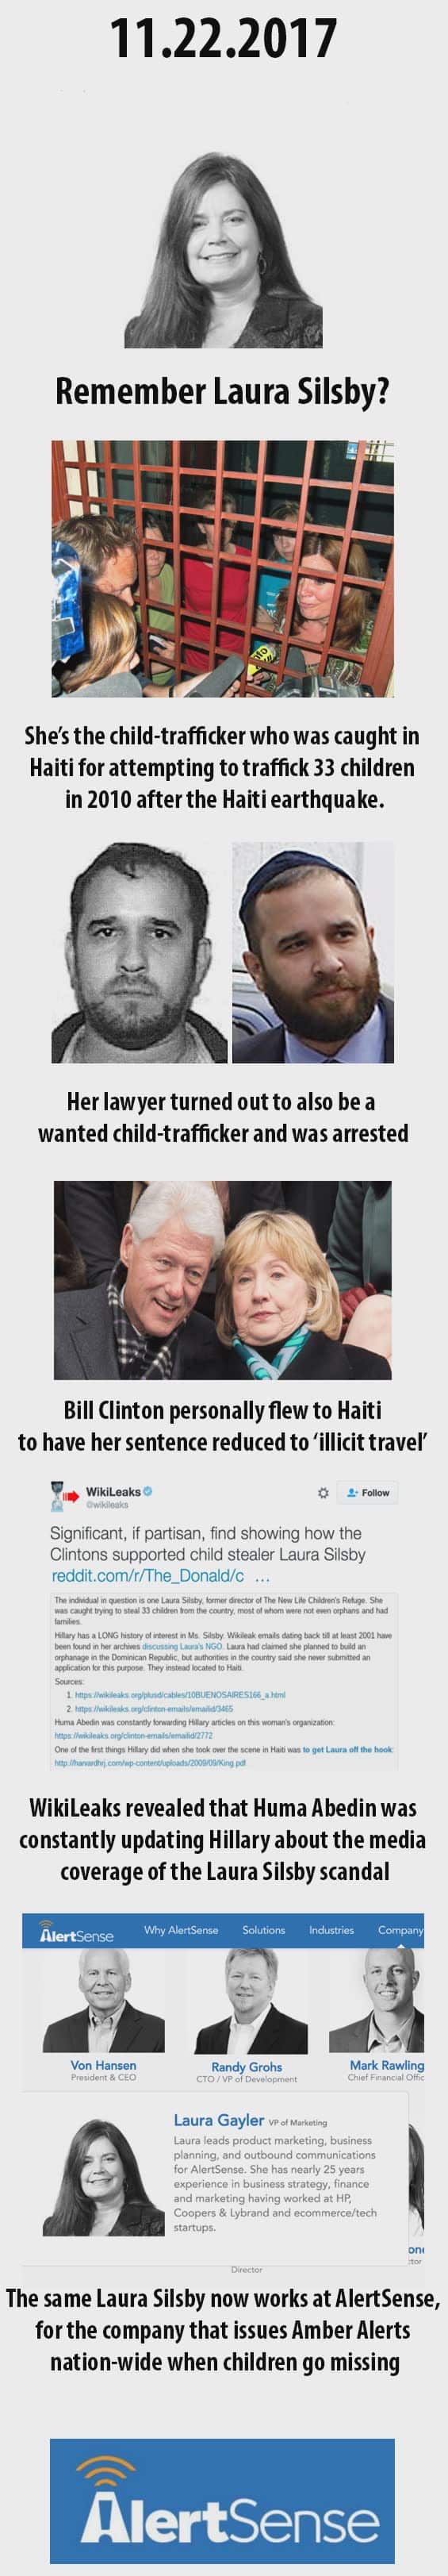 11.22.2017
Remember Laura Silsby?
She's the child-trafficker who was caught in
Haiti for attempting to traffick 33 children
in 2010 after the Haiti earthquake.
Her lawyer turned out to also be a
wanted child-trafficker and was arrested
Bill Clinton personally flew to Haiti
to have her sentence reduced to 'illicit travel'
WikiLeaks
@wikileaks
Follow
Significant, if partisan, find showing how the
Clintons supported child stealer Laura Silsby
reddit.com/r/The_Donald/c ...
The individual in question is one Laura Silsby, former director of The New Life Children's Refuge. She
was caught trying to steal 33 children from the country, most of whom were not even orphans and had
families.
Hillary has a LONG history of interest in Ms. Silsby. Wikileak emails dating back till at least 2001 have
been found in her archives discussing Laura's NGO. Laura had claimed she planned to build an
orphanage in the Dominican Republic, but authorities in the country said she never submitted an
application for this purpose. They instead located to Haiti.
Sources:
1. https://wikileaks.org/plusd/cables/10BUENOSAIRES166_a.html
2. https://wikileaks.org/clinton-emails/emailid/3465
Huma Abedin was constantly forwarding Hillary articles on this woman's organization:
https://wikileaks.org/clinton-emails/emailid/2772
One of the first things Hillary did when she took over the scene in Haiti was to get Laura off the hook:
http://harvardhrj.com/wp-content/uploads/2009/09/King.pdf
WikiLeaks revealed that Huma Abedin was
constantly updating Hillary about the media
coverage of the Laura Silsby scandal
AlertSense
Why AlertSense Solutions Industries Company
Von Hansen
President & CEO
Randy Grohs
CTO / VP of Development
Mark Rawling
Chief Financial Offic
Laura Gayler VP of Marketing
Laura leads product marketing, business
planning, and outbound communications
for AlertSense. She has nearly 25 years
experience in business strategy, finance
and marketing having worked at HP,
Coopers & Lybrand and ecommerce/tech
startups.
one
ctor
Director
The same Laura Silsby now works at AlertSense,
for the company that issues Amber Alerts
nation-wide when children go missing
AlertSense